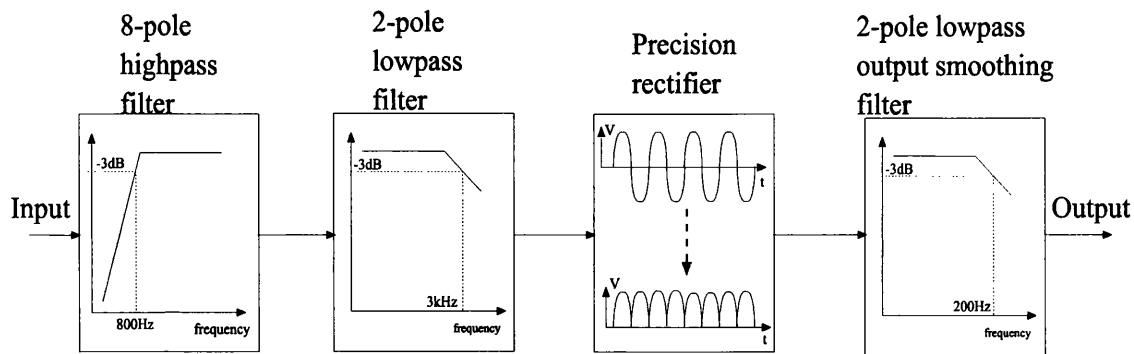 8-pole
highpass
filter
2-pole
lowpass
filter
Precision
rectifier
2-pole lowpass
output smoothing
filter
Input
-3dB
800Hz
frequency
-3dB
3kHz
frequency
V
t
V
t
-3dB
200Hz
frequency
Output